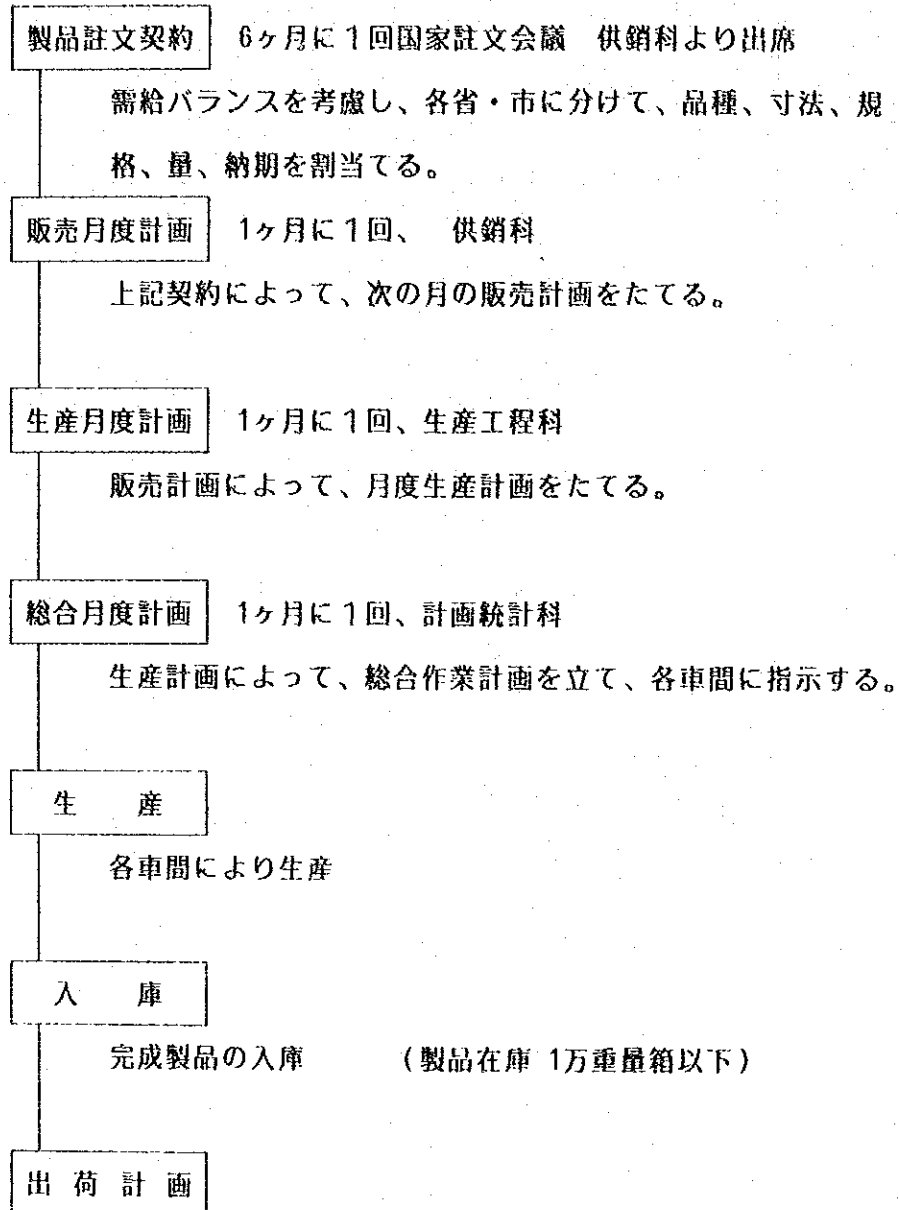 製品註文契約　6ヶ月に1回国家註文会議　供銷科より出席
需給バランスを考慮し、各省・市に分けて、品種、寸法、規
格、量、納期を割当てる。
販売月度計画　1ヶ月に1回、　供銷科
上記契約によって、次の月の販売計画をたてる。
生産月度計画　1ヶ月に1回、生産工程科
販売計画によって、月度生産計画をたてる。
総合月度計画　1ヶ月に1回、計画統計科
生産計画によって、総合作業計画を立て、各車間に指示する。
生　産
各車間により生産
入　庫
完成製品の入庫　　（製品在庫 1万重量箱以下）
出 荷 計 画